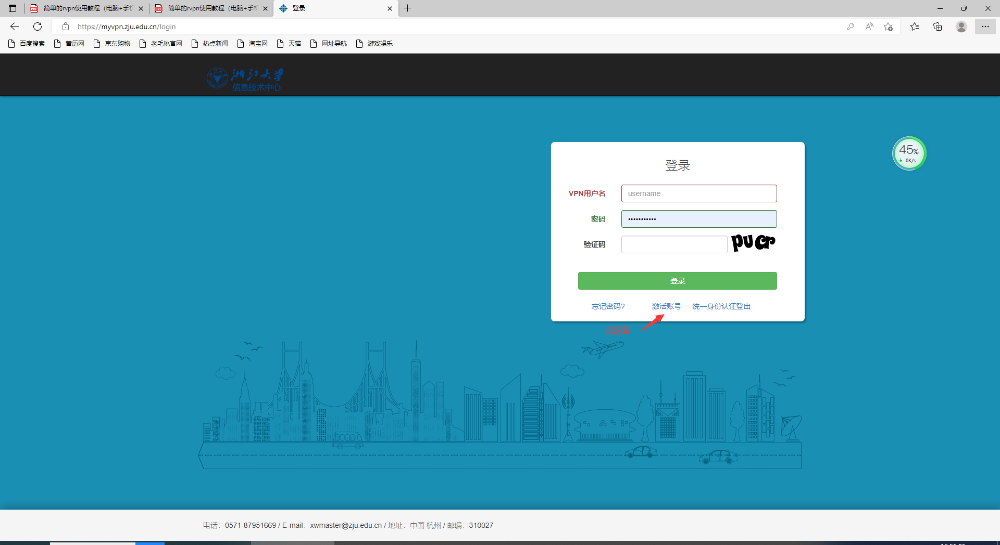 简单的rvpn使用教程（电脑+手机
简单的rvpn使用教程（电脑+手机
登录
https://myvpn.zju.edu.cn/login
百度搜索
黄历网
京东购物
老毛桃官网
热点新闻
淘宝网
天猫
网址导航
游戏娱乐
浙江大学
信息技术中心
45%
0K/s
登录
VPN用户名
username
密码
验证码
pucr
登录
忘记密码?
激活账号
统一身份认证登出
电话：0571-87951669 / E-mail：xwmaster@zju.edu.cn / 地址：中国 杭州 / 邮编：310027